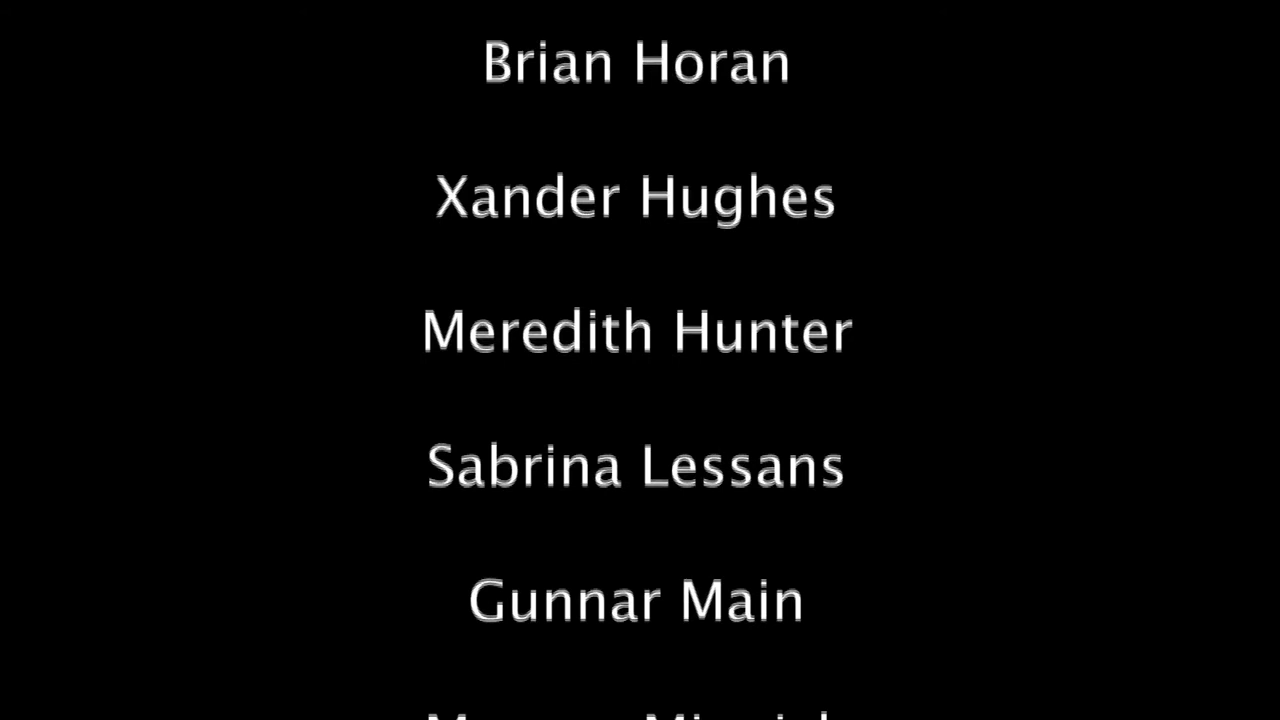 Brian Horan
Xander Hughes
Meredith Hunter
Sabrina Lessans
Gunnar Main